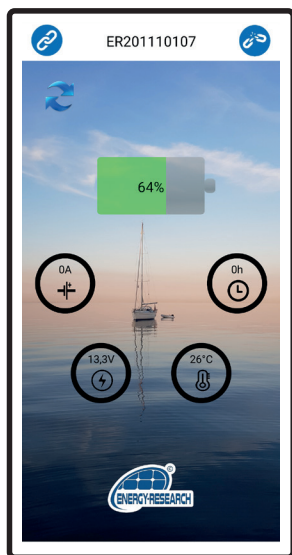 ER201110107
64%
0A
0h
13,3V
26°C
©
ENERGY-RESEARCH